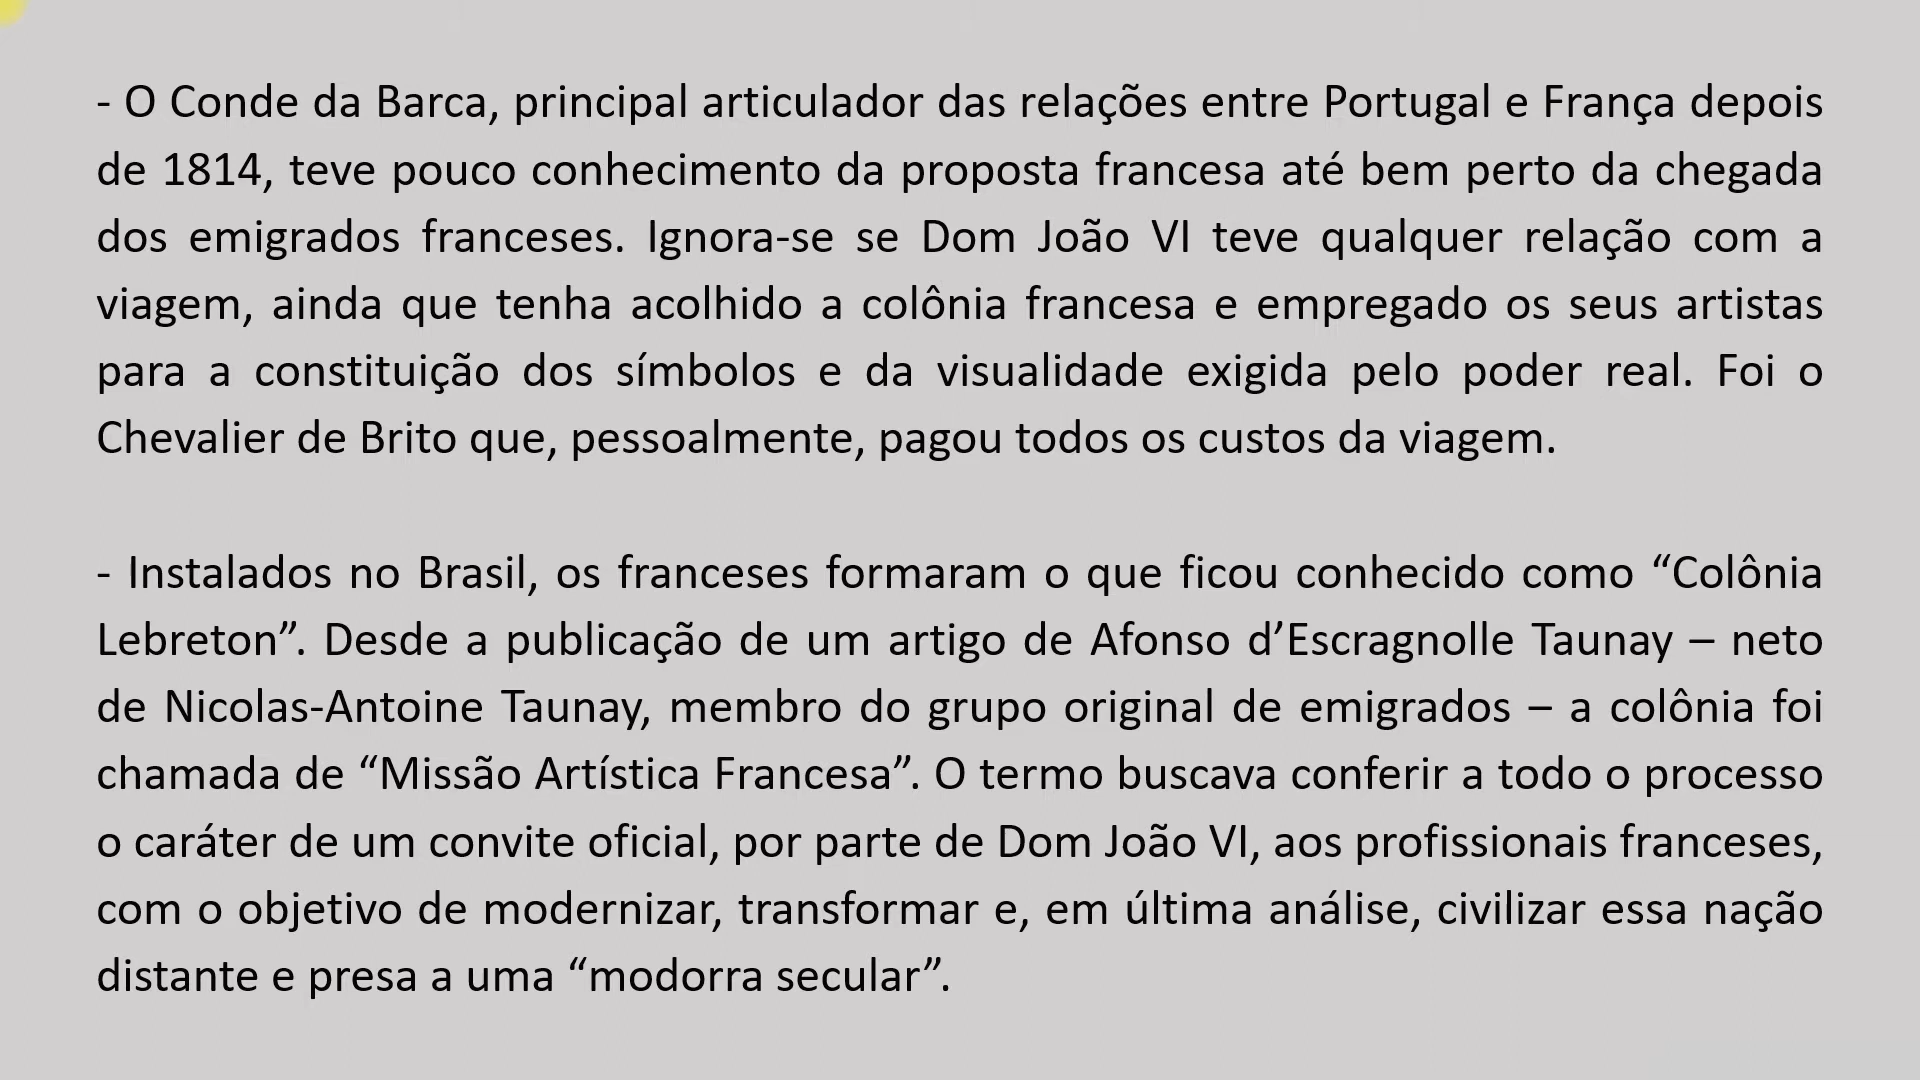 - O Conde da Barca, principal articulador das relações entre Portugal e França depois
de 1814, teve pouco conhecimento da proposta francesa até bem perto da chegada
dos emigrados franceses. Ignora-se se Dom João VI teve qualquer relação com a
viagem, ainda que tenha acolhido a colônia francesa e empregado os seus artistas
para a constituição dos símbolos e da visualidade exigida pelo poder real. Foi o
Chevalier de Brito que, pessoalmente, pagou todos os custos da viagem.
- Instalados no Brasil, os franceses formaram o que ficou conhecido como “Colônia
Lebreton”. Desde a publicação de um artigo de Afonso d’Escragnolle Taunay – neto
de Nicolas-Antoine Taunay, membro do grupo original de emigrados – a colônia foi
chamada de “Missão Artística Francesa”. O termo buscava conferir a todo o processo
o caráter de um convite oficial, por parte de Dom João VI, aos profissionais franceses,
com o objetivo de modernizar, transformar e, em última análise, civilizar essa nação
distante e presa a uma “modorra secular”.